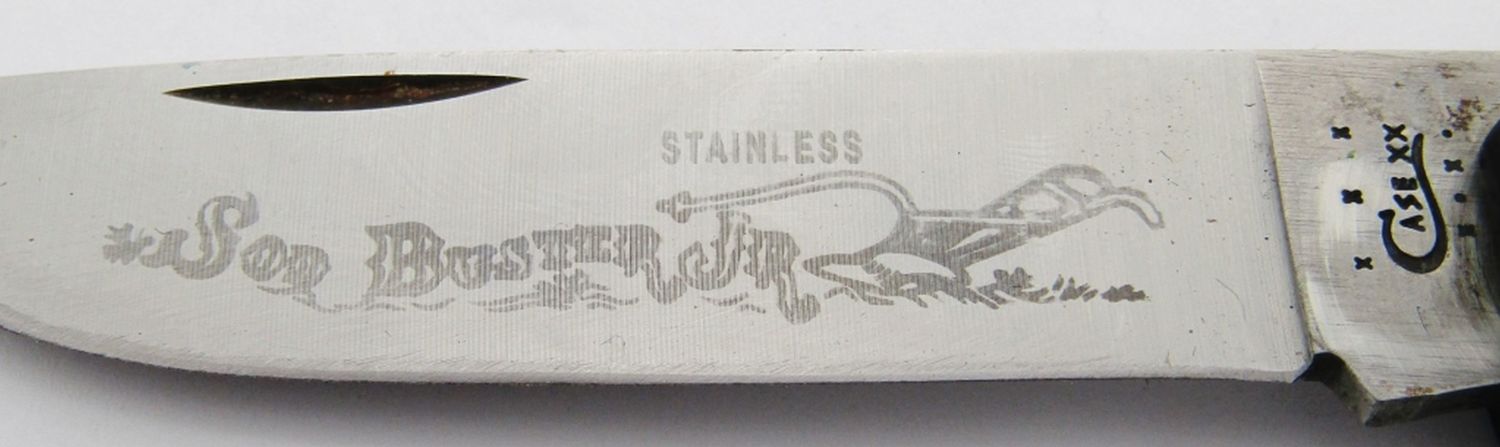 STAINLESS
SOD BUSTER JR
CASE XX